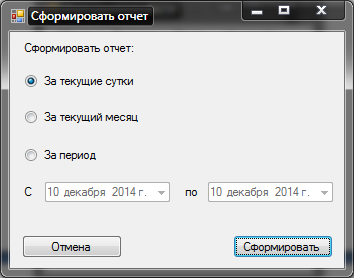 Сформировать отчет
Сформировать отчет:
За текущие сутки
За текущий месяц
За период
С 10 декабря 2014 г. по 10 декабря 2014 г.
Отмена Сформировать